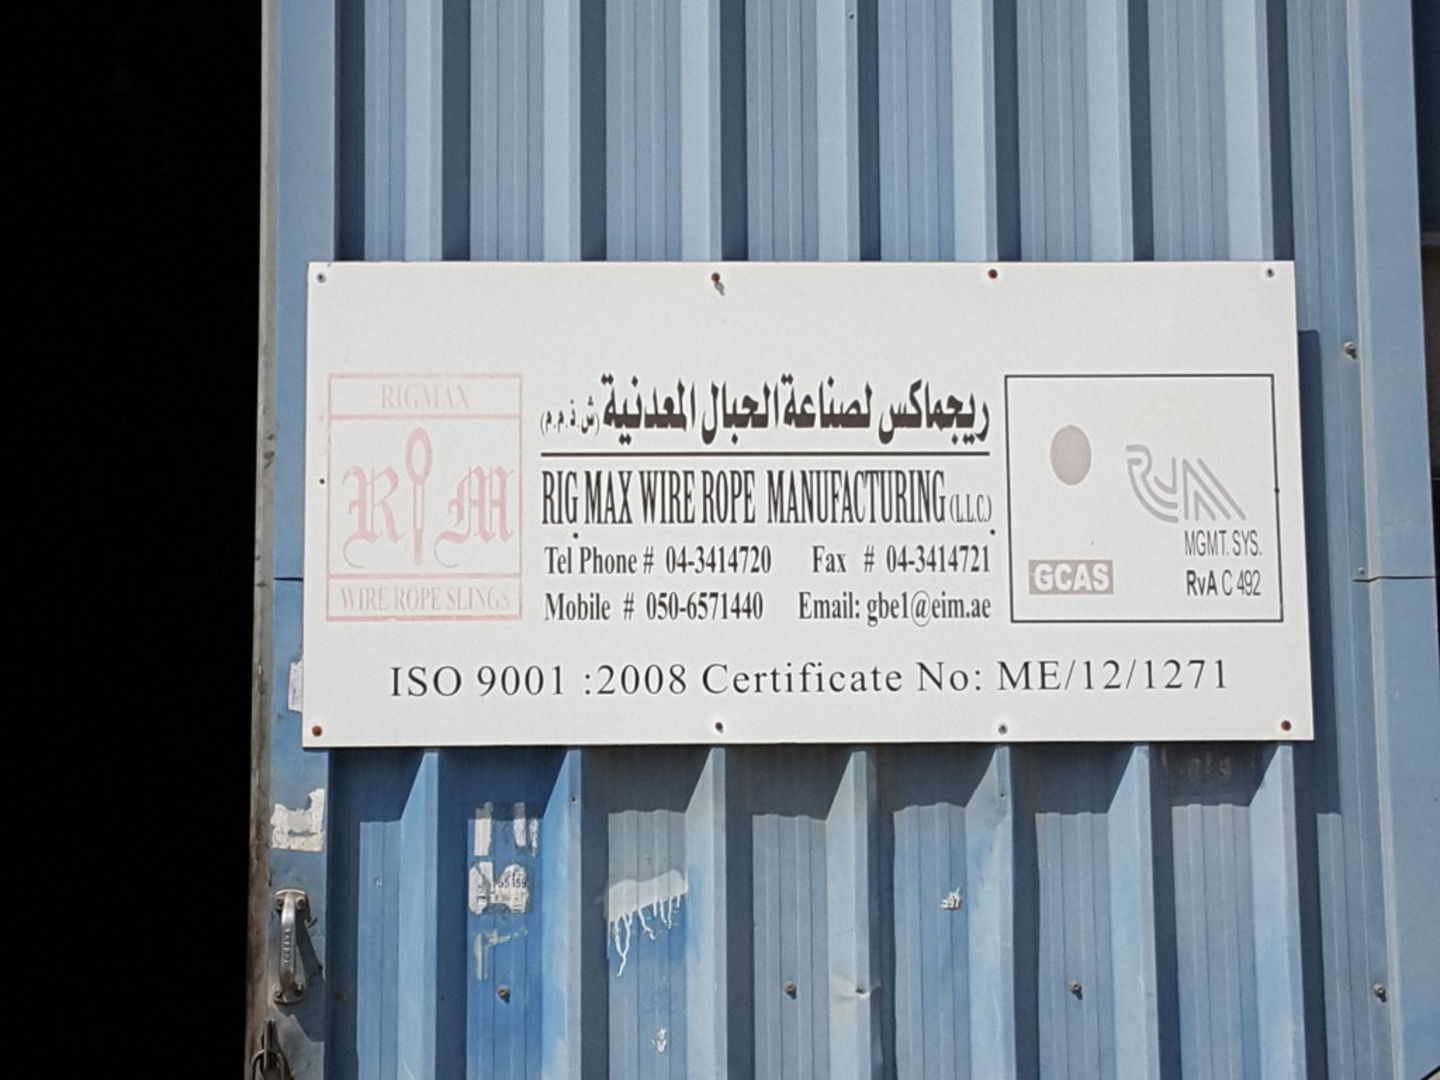 RIGMAX
R M
WIRE ROPE SLINGS
ريجماكس لصناعة الحبال المعدنية (ش.ذ.م.م)
RIG MAX WIRE ROPE MANUFACTURING (L.L.C.)
Tel Phone # 04-3414720 Fax # 04-3414721
Mobile # 050-6571440 Email: gbe1@eim.ae
GCAS
RvA
MGMT. SYS.
RvA C 492
ISO 9001 :2008 Certificate No: ME/12/1271